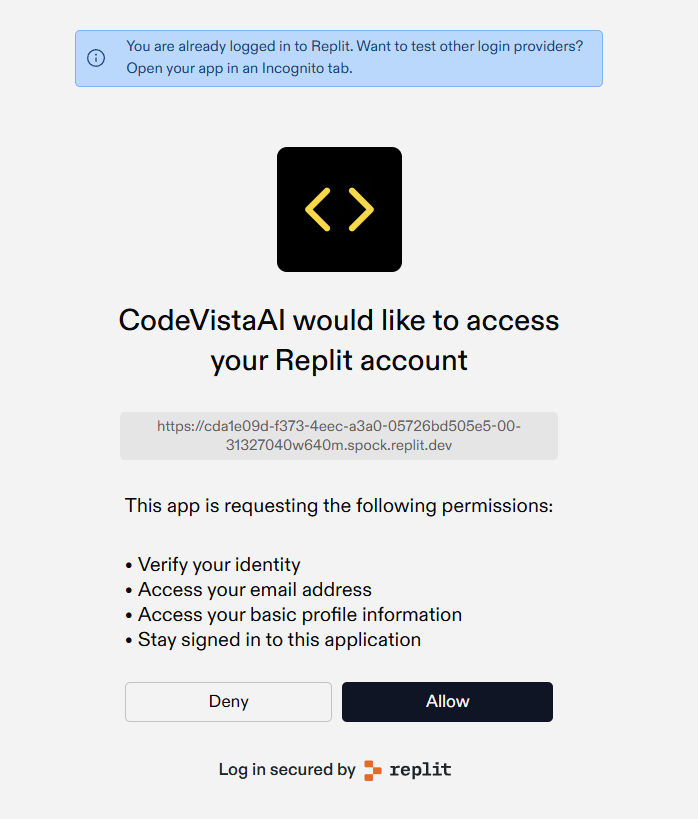 You are already logged in to Replit. Want to test other login providers?
Open your app in an Incognito tab.
CodeVistaAI would like to access
your Replit account
https://cda1e09d-f373-4eec-a3a0-05726bd505e5-00-
31327040w640m.spock.replit.dev
This app is requesting the following permissions:
• Verify your identity
• Access your email address
• Access your basic profile information
• Stay signed in to this application
Deny
Allow
Log in secured by replit